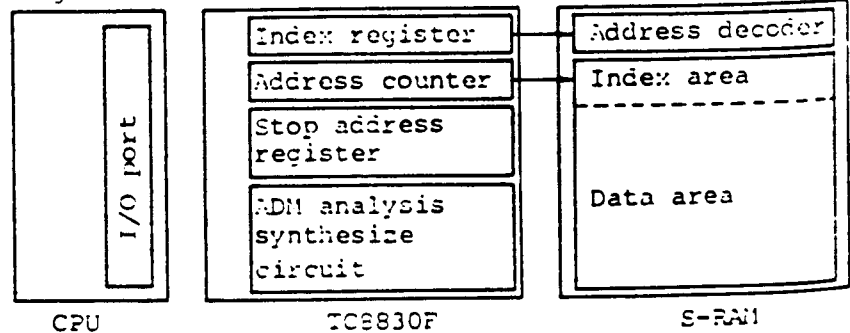 I/O port
CPU
Index register
Address counter
Stop address
register
ADM analysis
synthesize
circuit
TC8830F
Address decoder
Index area
Data area
S-RAM